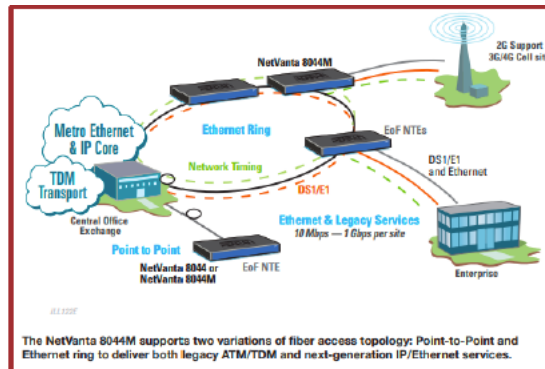 NetVanta 8044M
2G Support
3G/4G Cell sit
Metro Ethernet
& IP Core
Ethernet Ring
EoF NTEs
TDM
Transport
Network Timing
DS1/E1
DS1/E1
and Ethernet
Central Office
Exchange
Ethernet & Legacy Services
10 Mbps — 1 Gbps per site
Point to Point
NetVanta 8044 or
NetVanta 8044M
EoF NTE
Enterprise
The NetVanta 8044M supports two variations of fiber access topology: Point-to-Point and
Ethernet ring to deliver both legacy ATM/TDM and next-generation IP/Ethernet services.